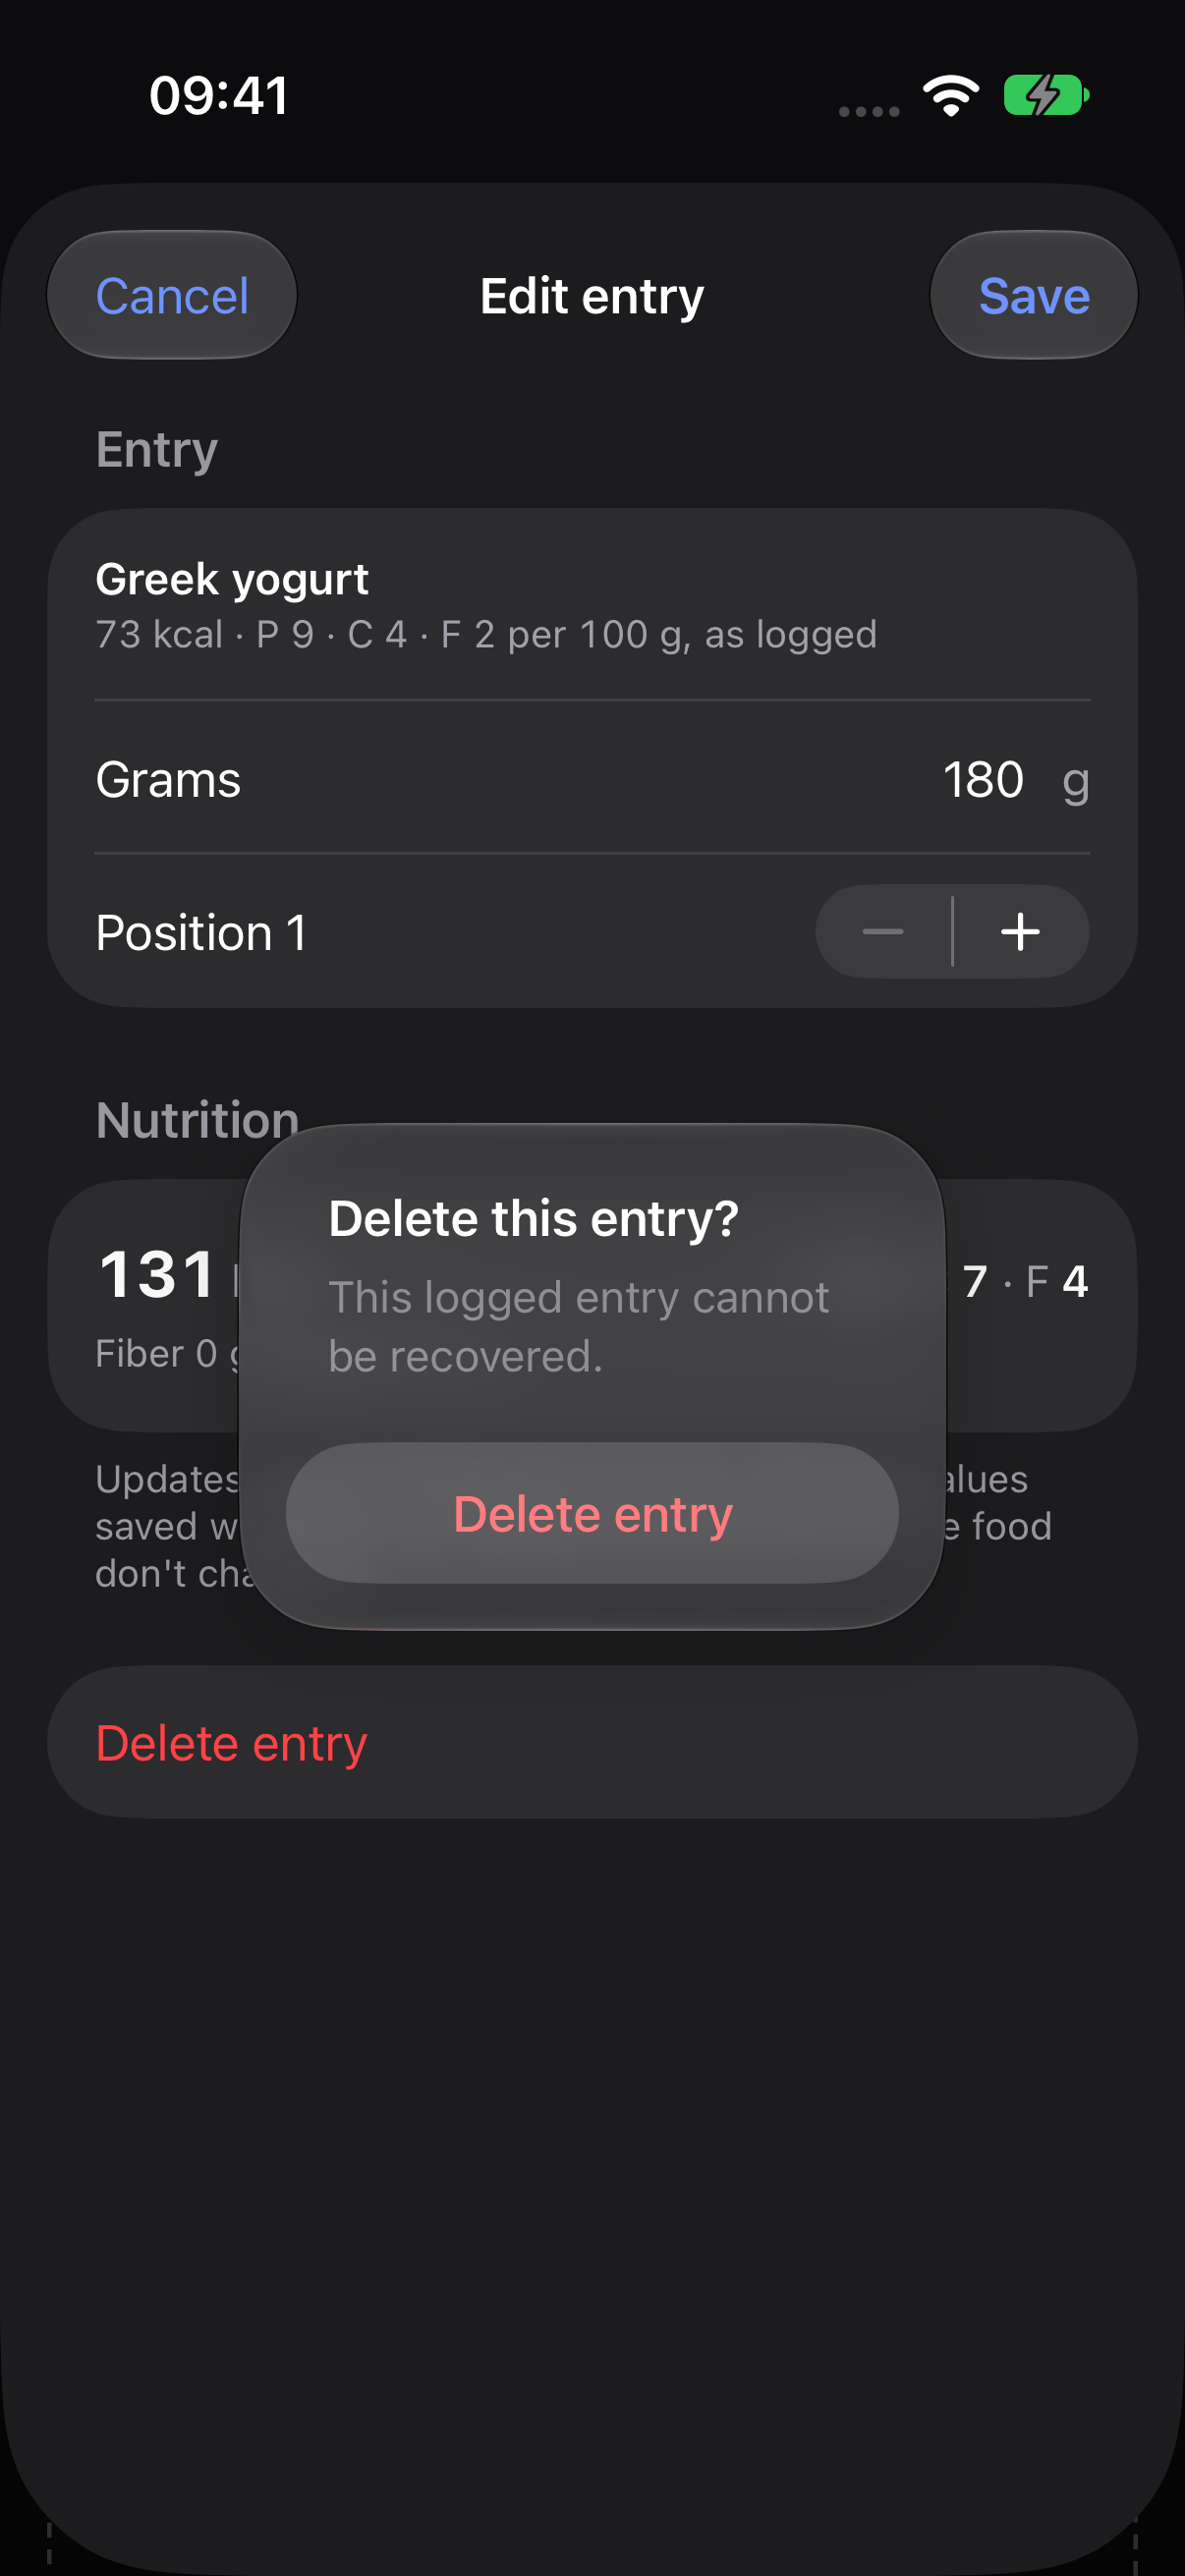 09:41
Cancel
Edit entry
Save
Entry
Greek yogurt
73 kcal · P 9 · C 4 · F 2 per 100 g, as logged
Grams 180 g
Position 1
Nutrition
131 7 · F 4
Fiber 0
Updates
saved food
don't
Delete this entry?
This logged entry cannot
be recovered.
Delete entry
Delete entry